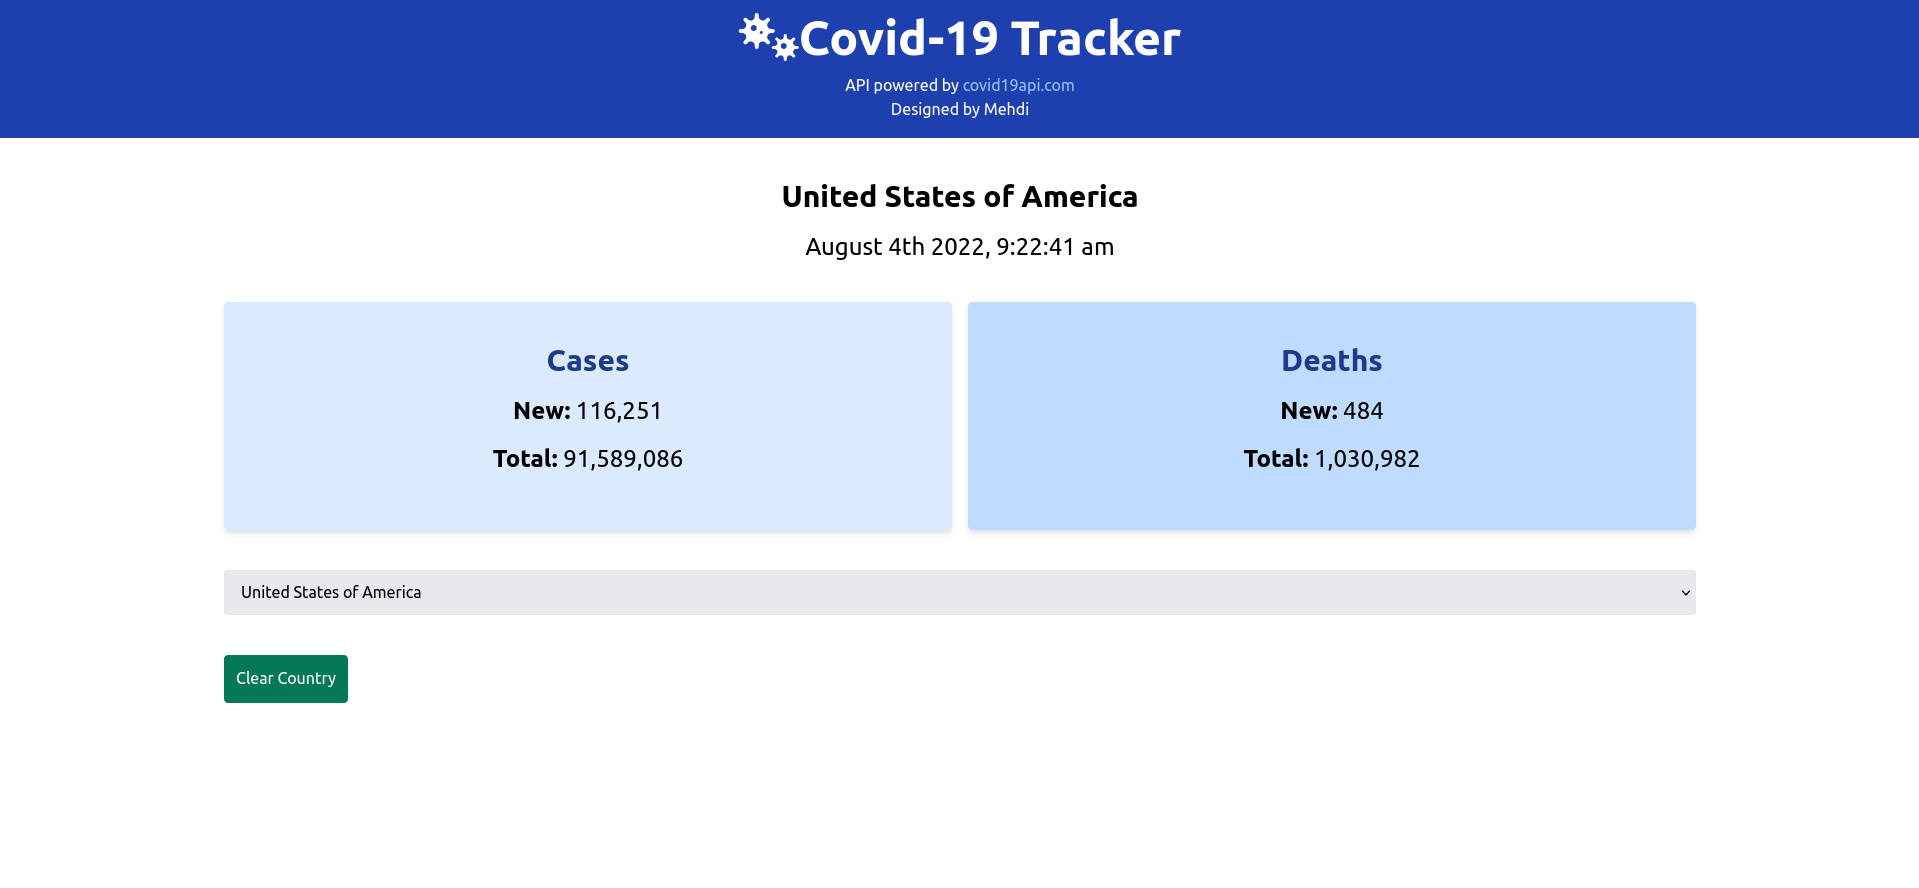 Covid-19 Tracker
API powered by covid19api.com
Designed by Mehdi
United States of America
August 4th 2022, 9:22:41 am
Cases
New: 116,251
Total: 91,589,086
Deaths
New: 484
Total: 1,030,982
United States of America
Clear Country